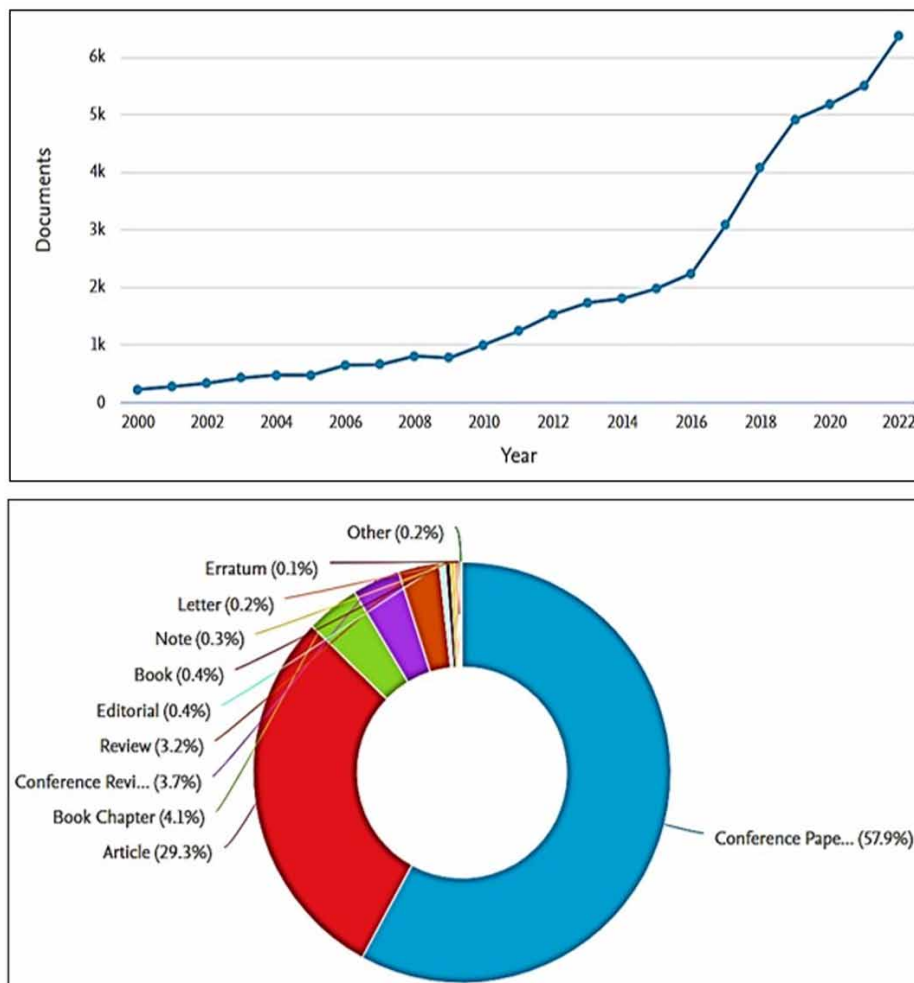 6k
5k
4k
3k
2k
1k
0
Documents
2000 2002 2004 2006 2008 2010 2012 2014 2016 2018 2020 2022
Year
Other (0.2%)
Erratum (0.1%)
Letter (0.2%)
Note (0.3%)
Book (0.4%)
Editorial (0.4%)
Review (3.2%)
Conference Revi... (3.7%)
Book Chapter (4.1%)
Article (29.3%)
Conference Pape... (57.9%)